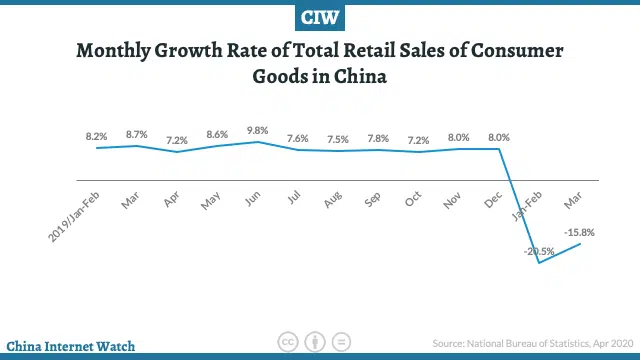 CIW
Monthly Growth Rate of Total Retail Sales of Consumer
Goods in China
8.2%
8.7%
7.2%
8.6%
9.8%
7.6%
7.5%
7.8%
7.2%
8.0%
8.0%
-20.5%
-15.8%
2019/Jan-Feb
Mar
Apr
May
Jun
Jul
Aug
Sep
Oct
Nov
Dec
Jan-Feb
Mar
China Internet Watch
cc
Source: National Bureau of Statistics, Apr 2020